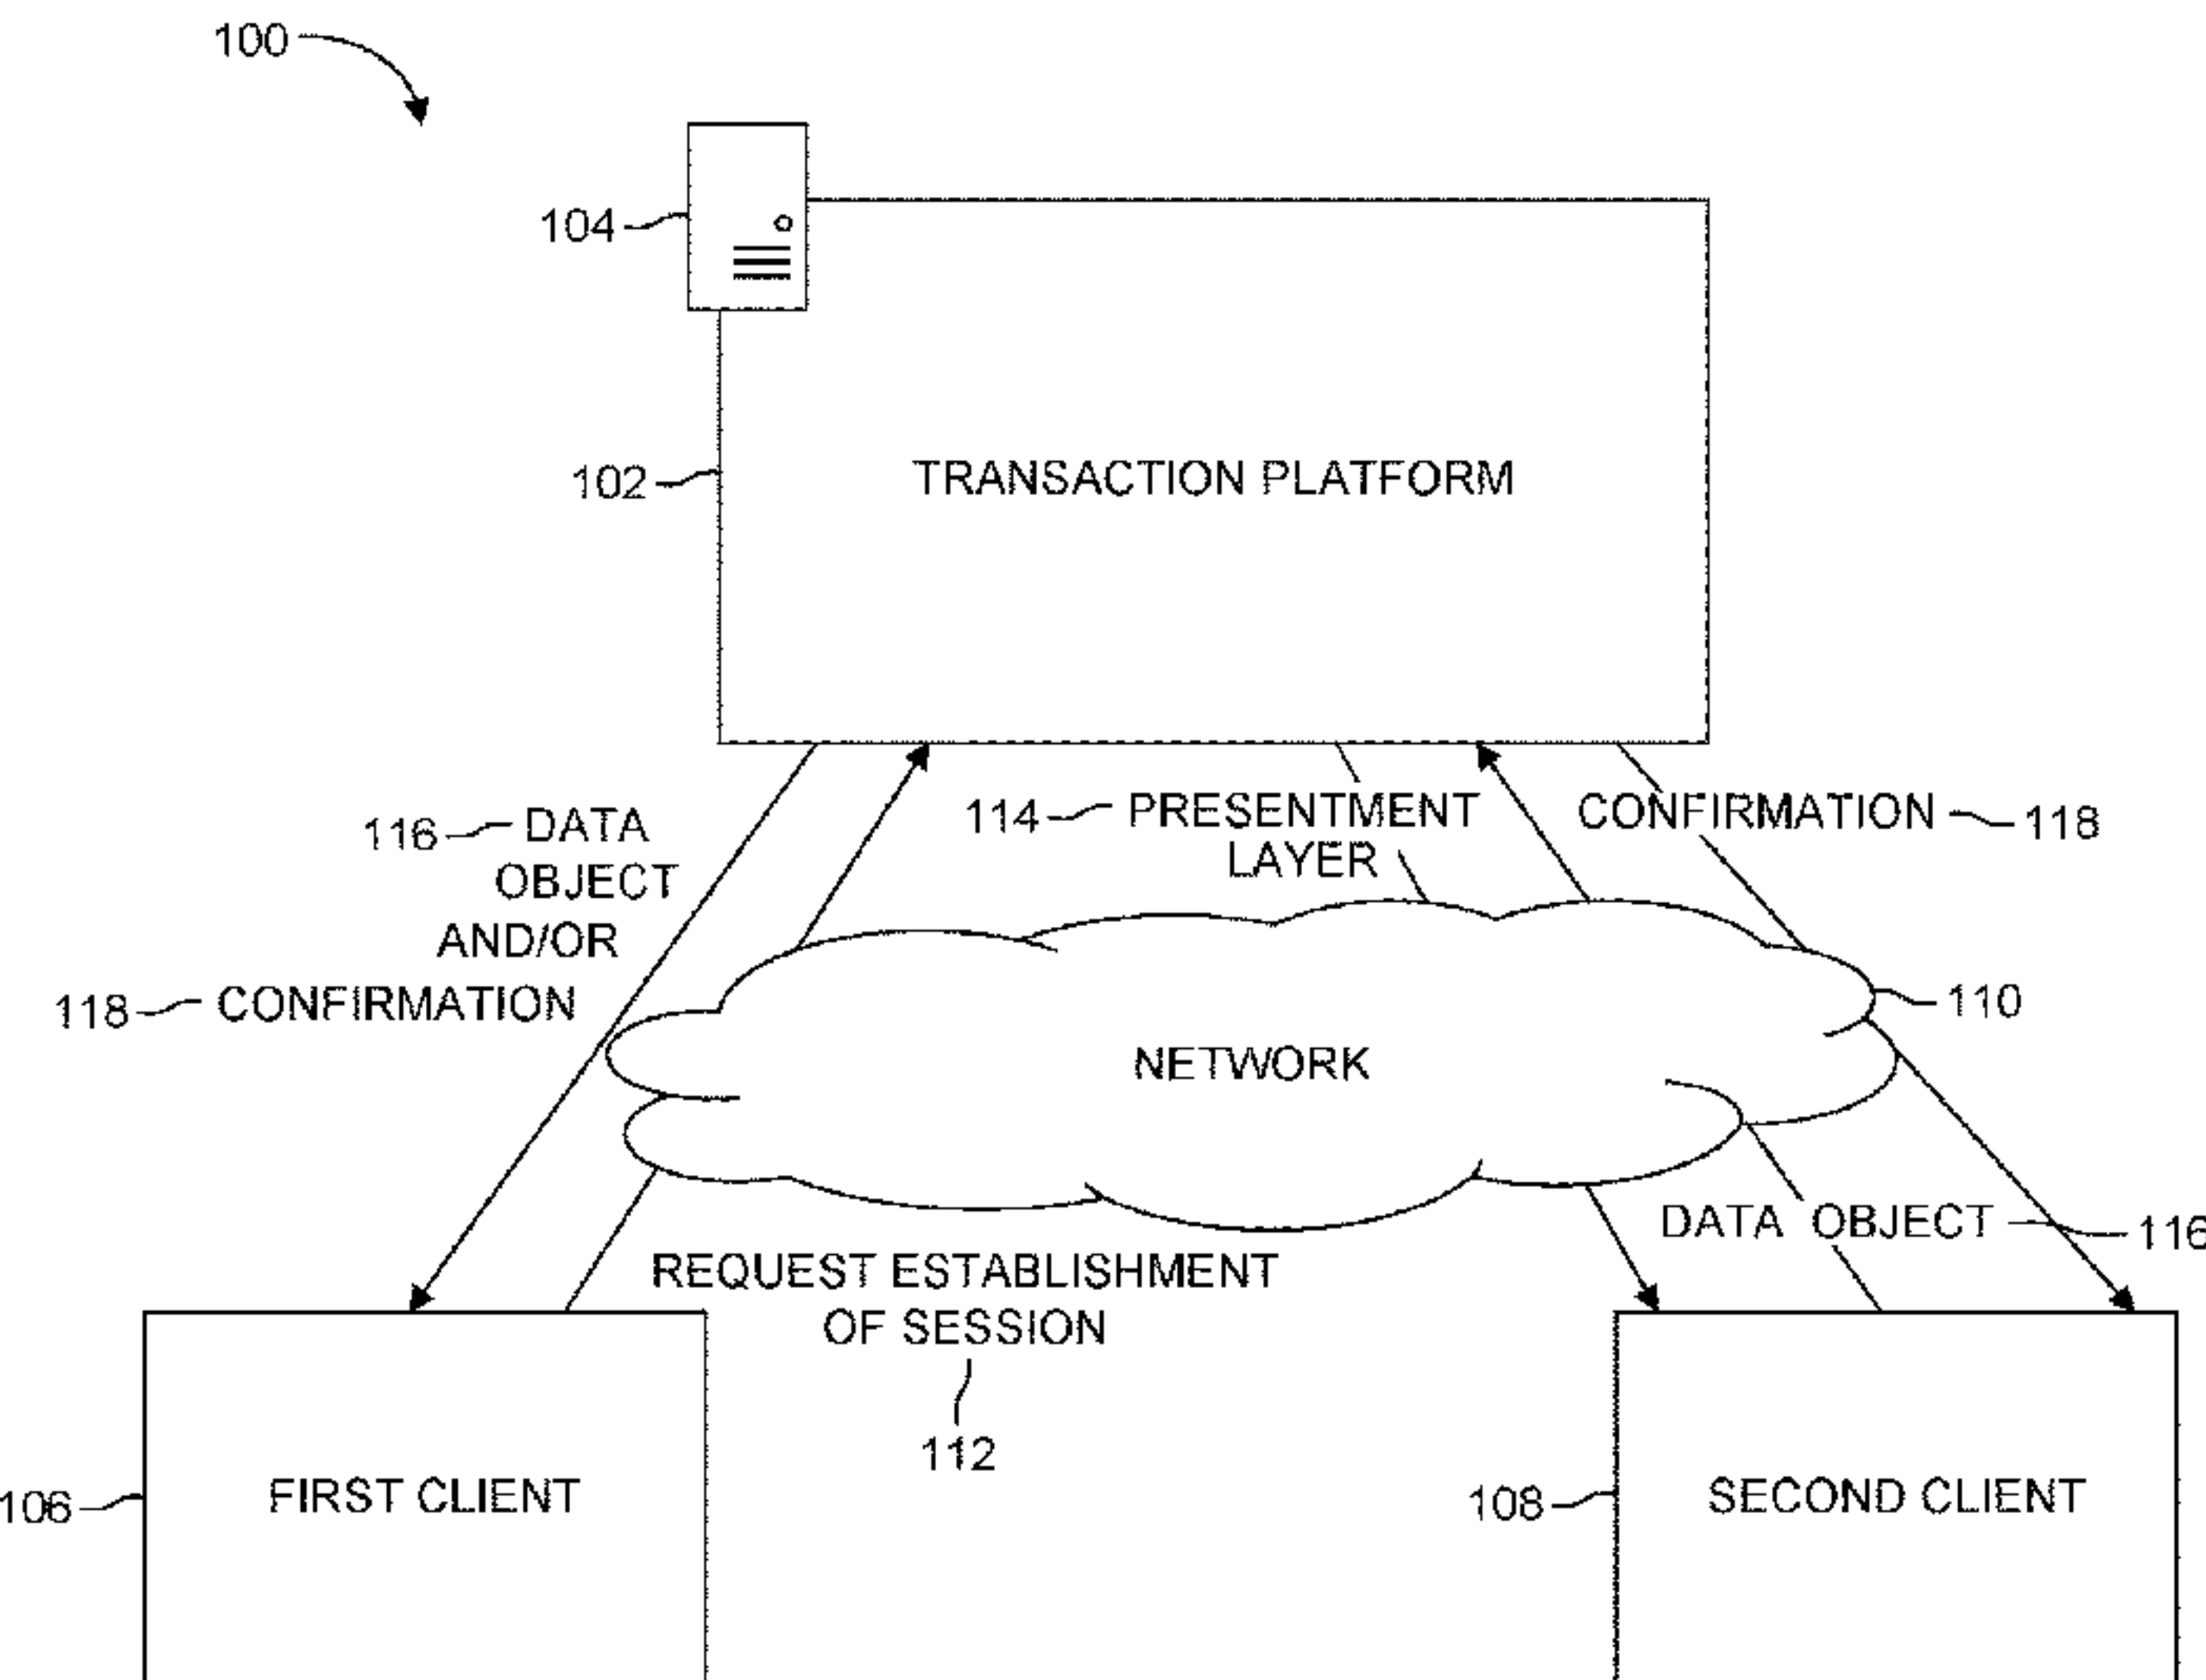 100
104
102
TRANSACTION PLATFORM
116
DATA
OBJECT
AND/OR
118
CONFIRMATION
114
PRESENTMENT
LAYER
CONFIRMATION
118
110
NETWORK
DATA OBJECT
116
REQUEST ESTABLISHMENT
OF SESSION
112
106
FIRST CLIENT
108
SECOND CLIENT